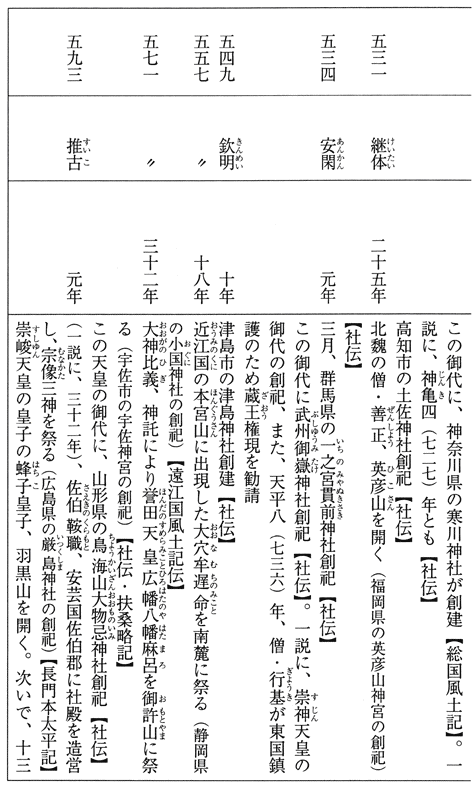 五三一　継体　二十五年　この御代に、神奈川県の寒川神社が創建【総国風土記】。一
説に、神亀四（七二七）年とも【社伝】
高知市の土佐神社創祀【社伝】
北魏の僧・善正、英彦山を開く（福岡県の英彦山神宮の創祀）
【社伝】
五三四　安閑　元年　三月、群馬県の一之宮貫前神社創祀【社伝】
この御代に武州御嶽神社創祀【社伝】。一説に、崇神天皇の
御代の創祀、また、天平八（七三六）年、僧・行基が東国鎮
護のため蔵王権現を勧請
五四九　欽明　十年　津島市の津島神社創建【社伝】
五五七　〃　十八年　近江国の本宮山に出現した大穴牟遅命を南麓に祭る（静岡県
の小国神社の創祀）【遠江国風土記伝】
五七一　〃　三十二年　大神比義、神託により誉田天皇広幡八幡麻呂を御許山に祭
る（宇佐市の宇佐神宮の創祀）【社伝・扶桑略記】
五九三　推古　元年　この天皇の御代に、山形県の鳥海山大物忌神社創祀【社伝】
（一説に、三十二年）、佐伯鞍職、安芸国佐伯郡に社殿を造営
し、宗像三神を祭る（広島県の厳島神社の創祀）【長門本太平記】
崇峻天皇の皇子の蜂子皇子、羽黒山を開く。次いで、十三